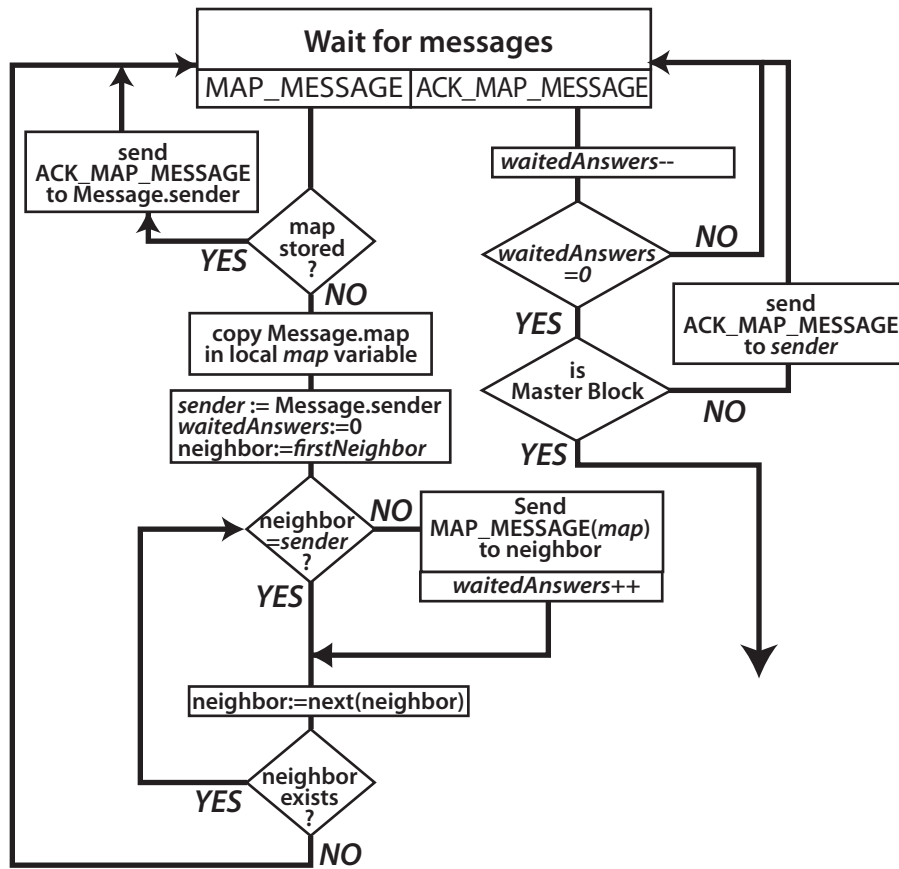 Wait for messages
MAP_MESSAGE
ACK_MAP_MESSAGE
send
ACK_MAP_MESSAGE
to Message.sender
map
stored
?
YES
NO
copy Message.map
in local map variable
sender := Message.sender
waitedAnswers:=0
neighbor:=firstNeighbor
neighbor
=sender
?
NO
YES
Send
MAP_MESSAGE(map)
to neighbor
waitedAnswers++
neighbor:=next(neighbor)
neighbor
exists
?
YES
NO
waitedAnswers--
waitedAnswers
=0
NO
YES
send
ACK_MAP_MESSAGE
to sender
is
Master Block
NO
YES